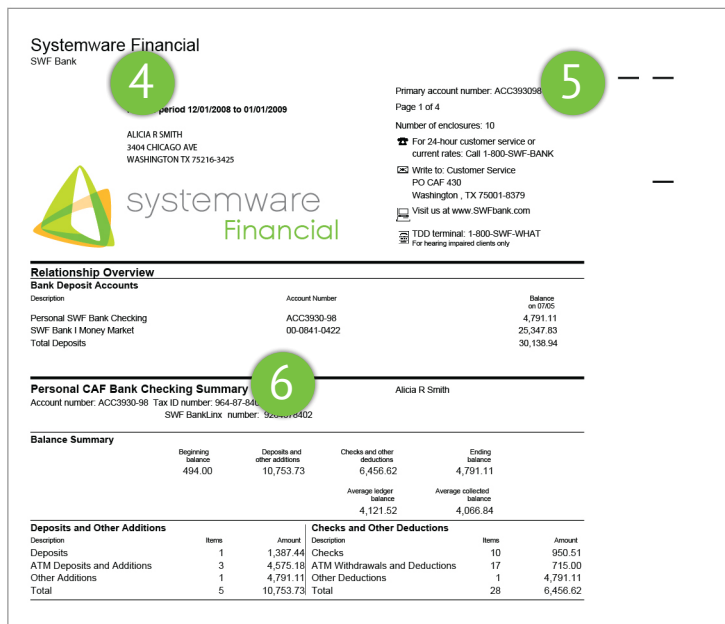 Systemware Financial
SWF Bank
4
5
period 12/01/2008 to 01/01/2009
ALICIA R SMITH
3404 CHICAGO AVE
WASHINGTON TX 75216-3425
systemware
Financial
Primary account number: ACC393098
Page 1 of 4
Number of enclosures: 10
For 24-hour customer service or
current rates: Call 1-800-SWF-BANK
Write to: Customer Service
PO CAF 430
Washington , TX 75001-8379
Visit us at www.SWFbank.com
TDD terminal: 1-800-SWF-WHAT
For hearing impaired clients only
Relationship Overview
Bank Deposit Accounts
Description Account Number Balance
on 07/05
Personal SWF Bank Checking ACC3930-98 4,791.11
SWF Bank I Money Market 00-0841-0422 25,347.83
Total Deposits 30,138.94
6
Personal CAF Bank Checking Summary Alicia R Smith
Account number: ACC3930-98 Tax ID number: 964-87-84
SWF BankLinx number:
Balance Summary
Beginning Deposits and Checks and other Ending
balance other additions deductions balance
494.00 10,753.73 6,456.62 4,791.11
Average ledger Average collected
balance balance
4,121.52 4,066.84
Deposits and Other Additions Checks and Other Deductions
Description Items Amount Description Items Amount
Deposits 1 1,387.44 Checks 10 950.51
ATM Deposits and Additions 3 4,575.18 ATM Withdrawals and Deductions 17 715.00
Other Additions 1 4,791.11 Other Deductions 1 4,791.11
Total 5 10,753.73 Total 28 6,456.62